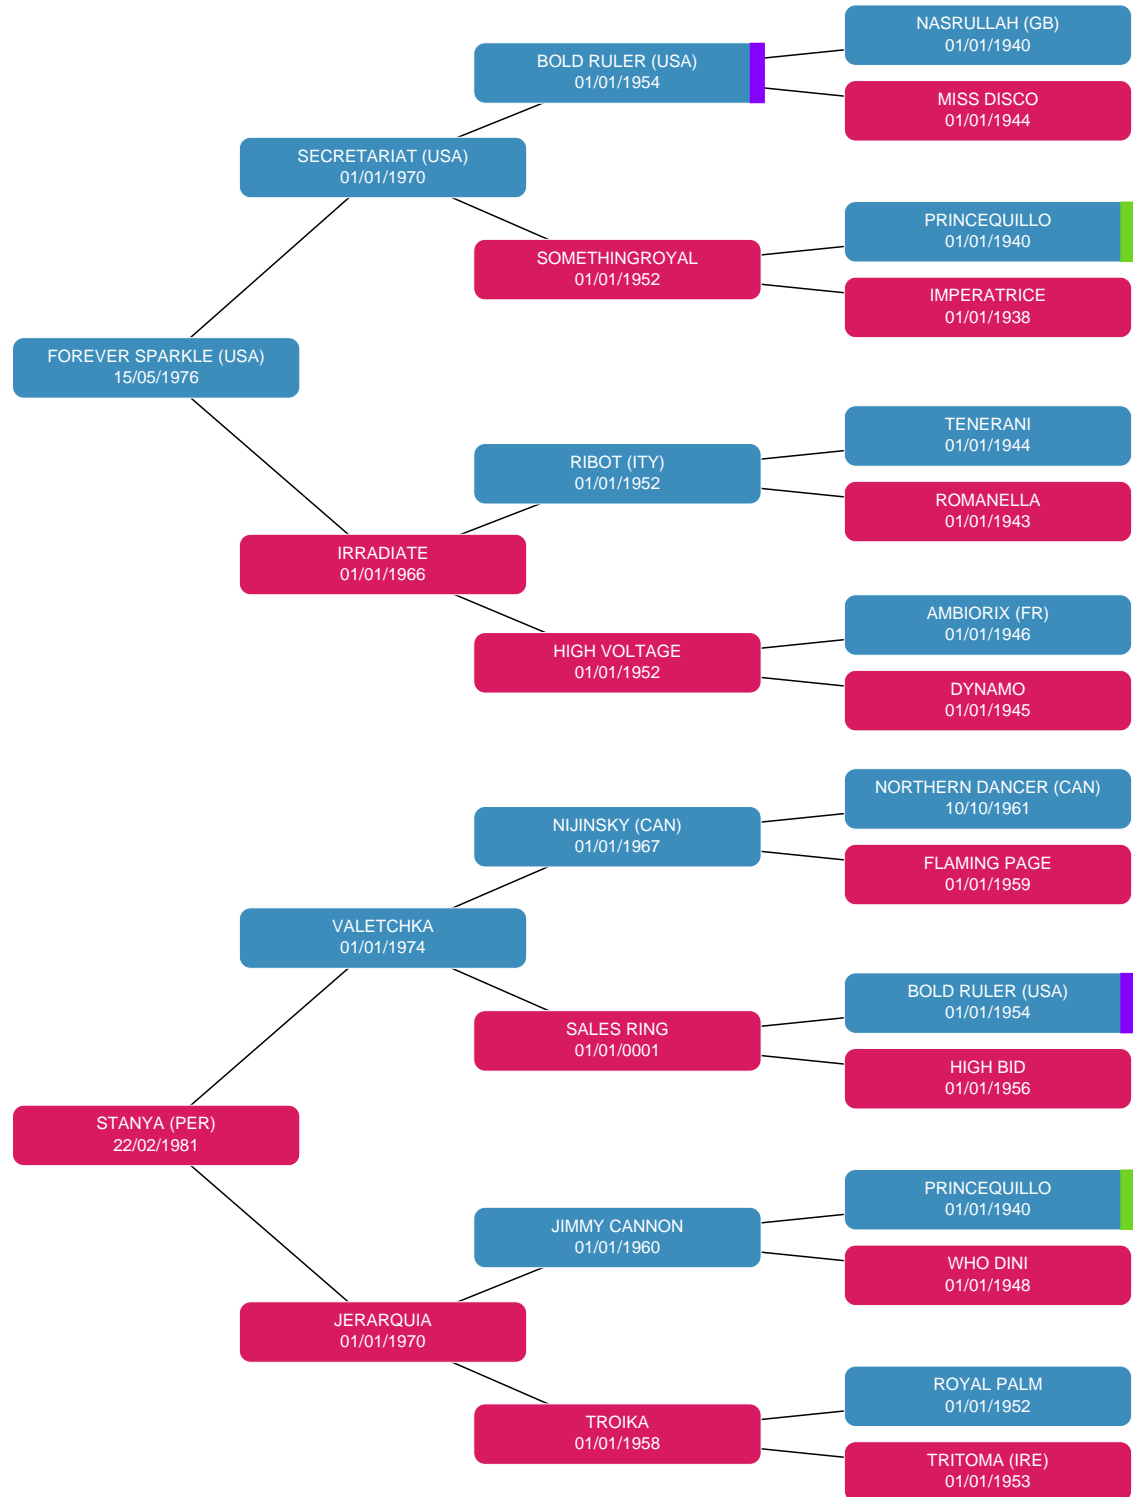 NASRULLAH (GB)
01/01/1940
BOLD RULER (USA)
01/01/1954
MISS DISCO
01/01/1944
SECRETARIAT (USA)
01/01/1970
PRINCEQUILLO
01/01/1940
SOMETHINGROYAL
01/01/1952
IMPERATRICE
01/01/1938
FOREVER SPARKLE (USA)
15/05/1976
TENERANI
01/01/1944
RIBOT (ITY)
01/01/1952
ROMANELLA
01/01/1943
IRRADIATE
01/01/1966
AMBIORIX (FR)
01/01/1946
HIGH VOLTAGE
01/01/1952
DYNAMO
01/01/1945
NORTHERN DANCER (CAN)
10/10/1961
NIJINSKY (CAN)
01/01/1967
FLAMING PAGE
01/01/1959
VALETCHKA
01/01/1974
BOLD RULER (USA)
01/01/1954
SALES RING
01/01/0001
HIGH BID
01/01/1956
STANYA (PER)
22/02/1981
PRINCEQUILLO
01/01/1940
JIMMY CANNON
01/01/1960
WHO DINI
01/01/1948
JERARQUIA
01/01/1970
ROYAL PALM
01/01/1952
TROIKA
01/01/1958
TRITOMA (IRE)
01/01/1953